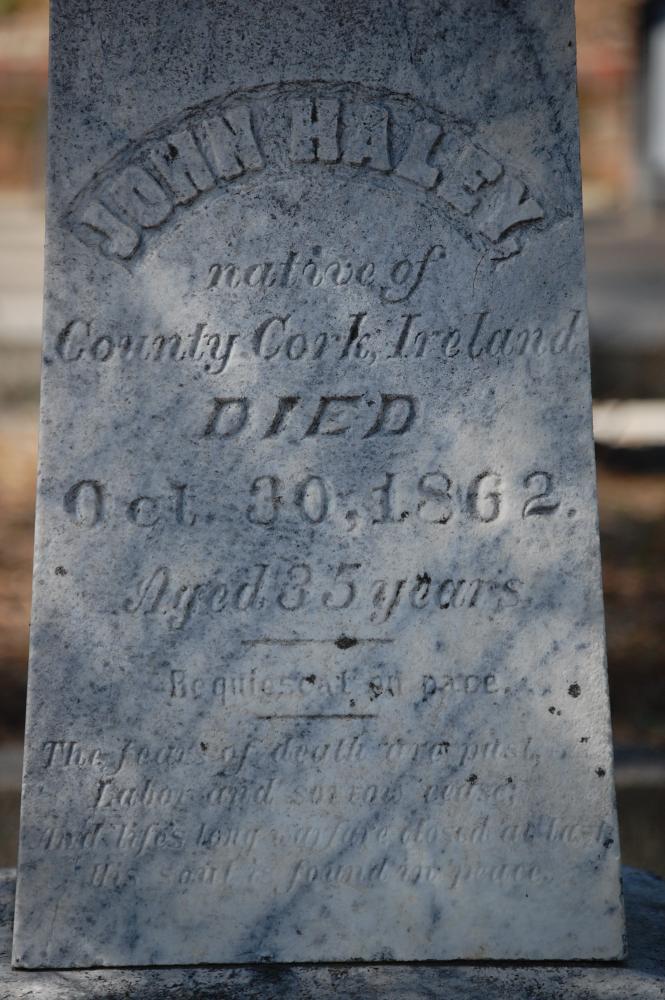 JOHN HALEY,
native of
County Cork, Ireland
DIED
Oct. 30, 1862.
Aged 35 years.
Requiescat en pace.
The fears of death are past,
Labor and sorrow cease;
And life's long warfare closed at last,
His soul is found in peace.